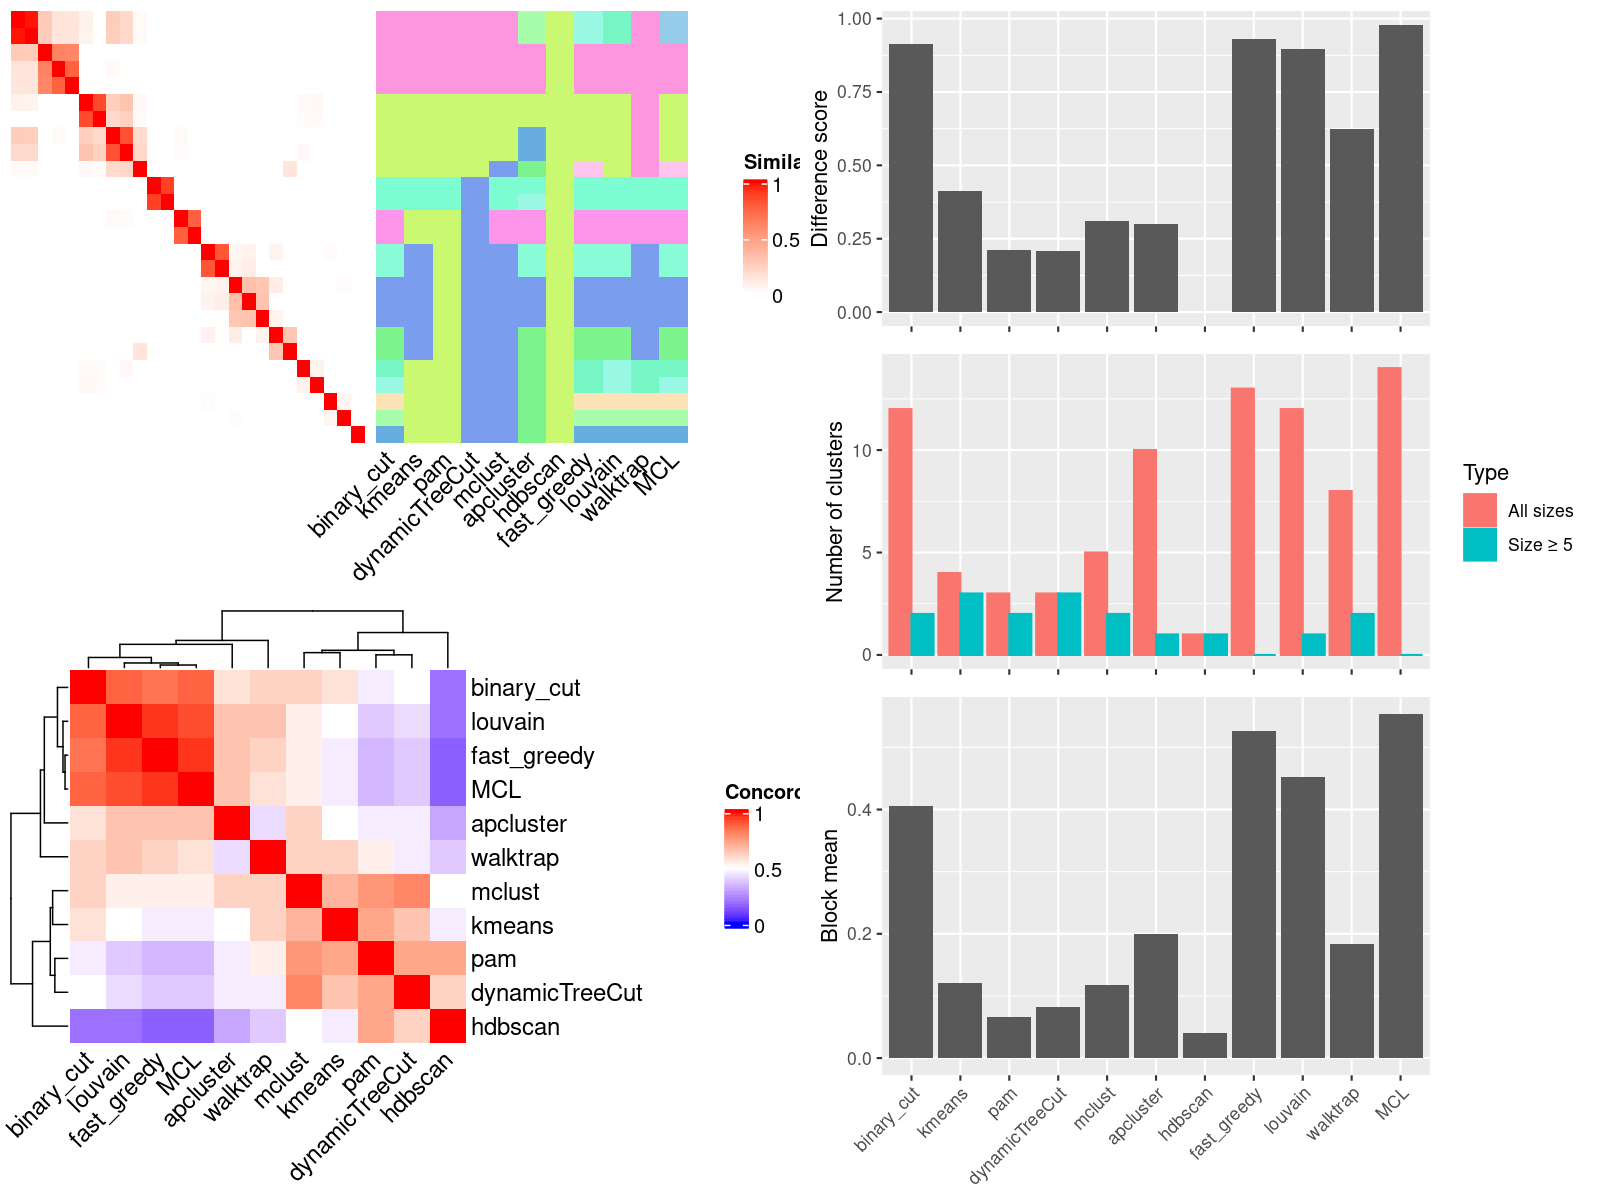 Simila
1
0.5
0
binary_cut
kmeans
pam
dynamicTreeCut
mclust
apcluster
hdbscan
fast_greedy
louvain
walktrap
MCL
binary_cut
louvain
fast_greedy
MCL
apcluster
walktrap
mclust
kmeans
pam
dynamicTreeCut
hdbscan
binary_cut
louvain
fast_greedy
MCL
apcluster
walktrap
mclust
kmeans
pam
dynamicTreeCut
hdbscan
Concord
1
0.5
0
Difference score
1.00
0.75
0.50
0.25
0.00
Number of clusters
10
5
0
Type
All sizes
Size ≥ 5
Block mean
0.4
0.2
0.0
binary_cut
kmeans
pam
dynamicTreeCut
mclust
apcluster
hdbscan
fast_greedy
louvain
walktrap
MCL